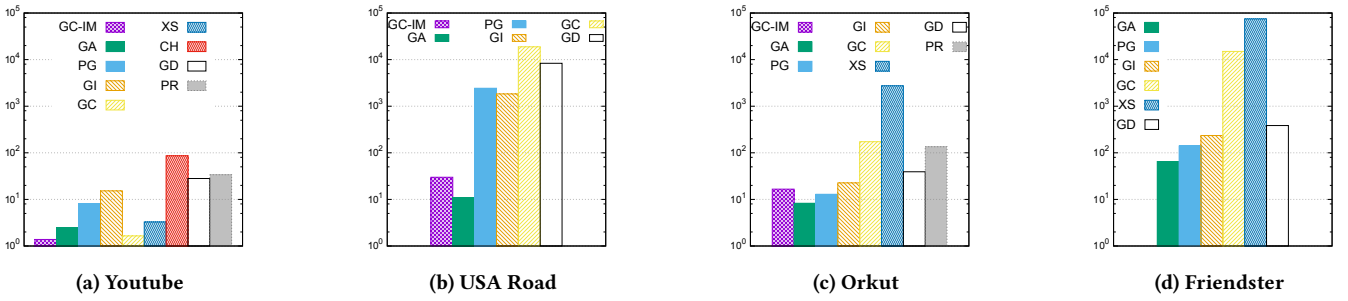 10⁵
10⁴
10³
10²
10¹
10⁰
GC-IM XS
GA CH
PG GD
GI PR
GC
(a) Youtube
10⁵
10⁴
10³
10²
10¹
10⁰
GC-IM PG GC
GA GI GD
(b) USA Road
10⁵
10⁴
10³
10²
10¹
10⁰
GC-IM GI GD
GA GC PR
PG XS
(c) Orkut
10⁵
10⁴
10³
10²
10¹
10⁰
GA
PG
GI
GC
XS
GD
(d) Friendster